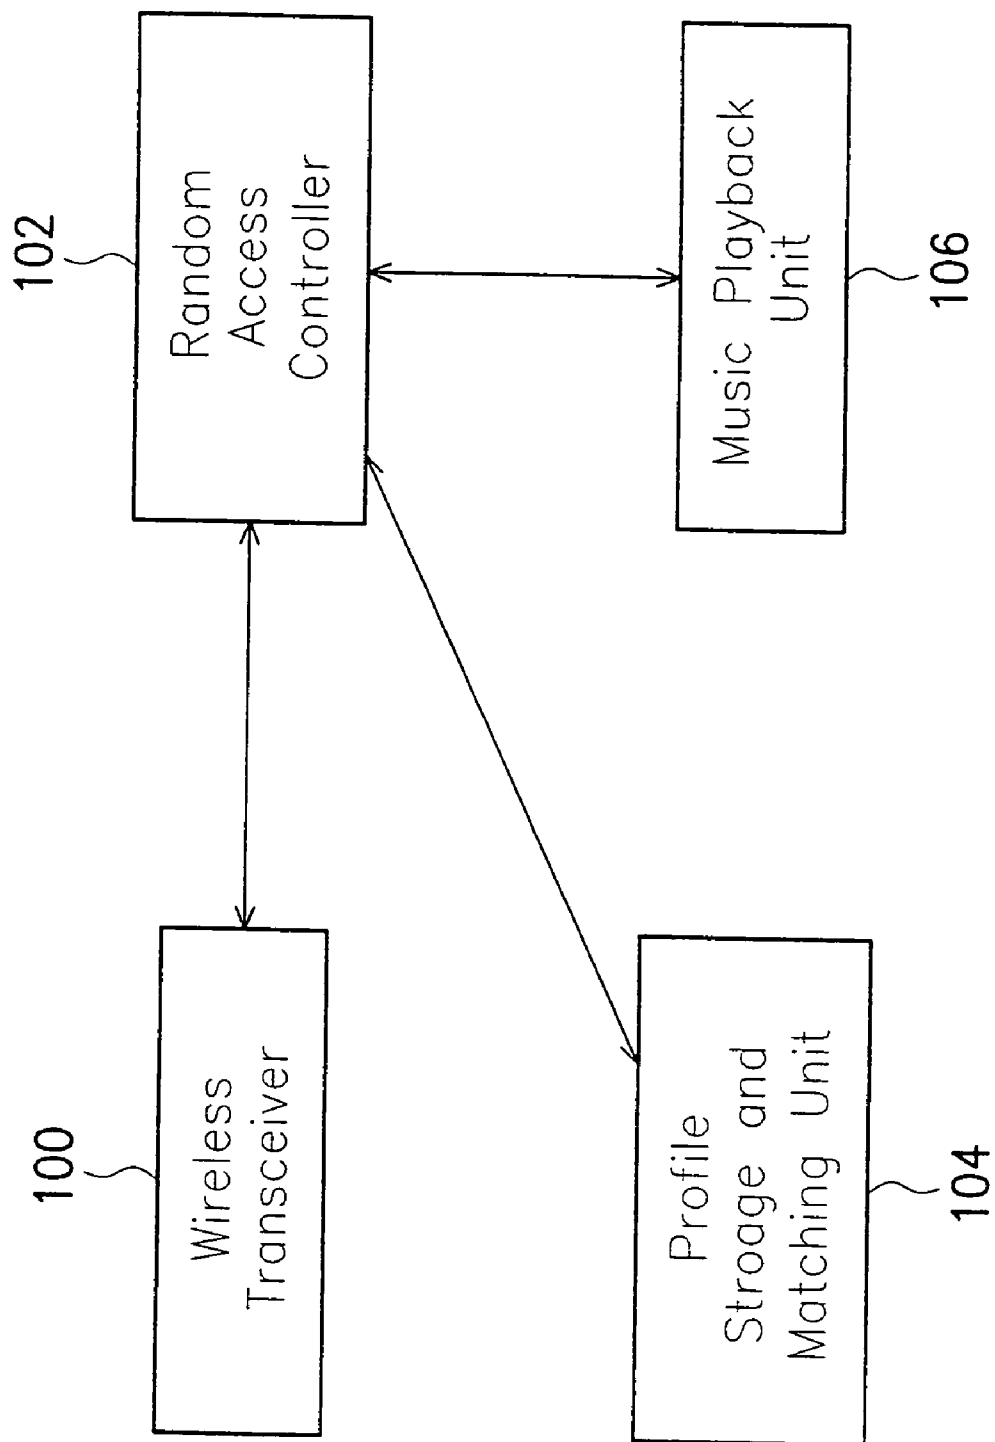 100
Wireless
Transceiver
102
Random
Access
Controller
Profile
Stroage and
Matching Unit
104
Music Playback
Unit
106